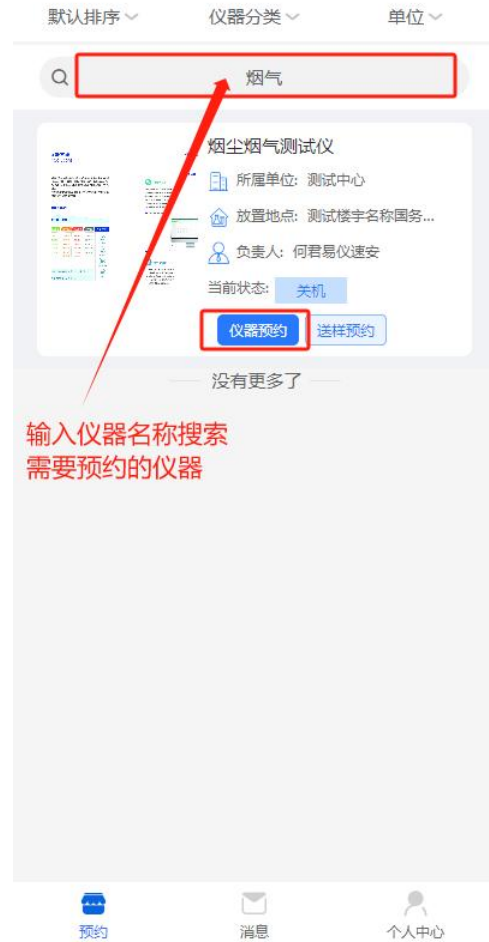 默认排序 仪器分类 单位
烟气
烟尘烟气测试仪
所属单位: 测试中心
放置地点: 测试楼宇名称国务...
负责人: 何君易仪速安
当前状态: 关机
仪器预约 送样预约
没有更多了
输入仪器名称搜索
需要预约的仪器
预约 消息 个人中心